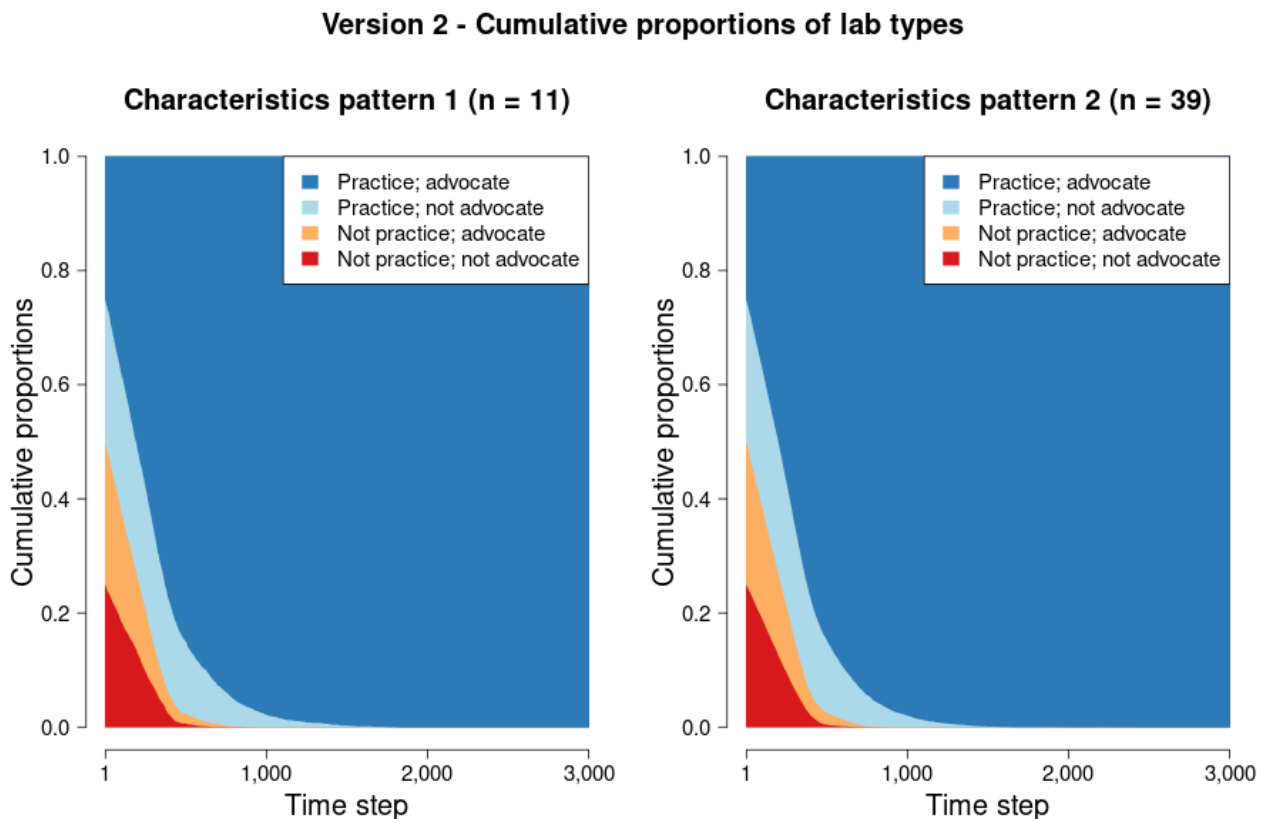 Version 2 - Cumulative proportions of lab types
Characteristics pattern 1 (n = 11)
1.0
0.8
0.6
0.4
0.2
0.0
Cumulative proportions
Practice; advocate
Practice; not advocate
Not practice; advocate
Not practice; not advocate
1
1,000
2,000
3,000
Time step
Characteristics pattern 2 (n = 39)
1.0
0.8
0.6
0.4
0.2
0.0
Cumulative proportions
Practice; advocate
Practice; not advocate
Not practice; advocate
Not practice; not advocate
1
1,000
2,000
3,000
Time step